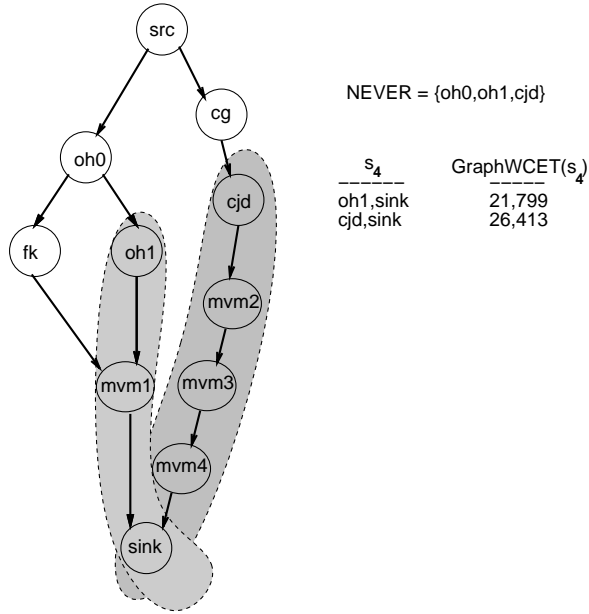 src
NEVER = {oh0,oh1,cjd}
cg
oh0
s4 GraphWCET(s4)
------ -----
cjd
oh1,sink 21,799
cjd,sink 26,413
fk
oh1
mvm2
mvm1
mvm3
mvm4
sink